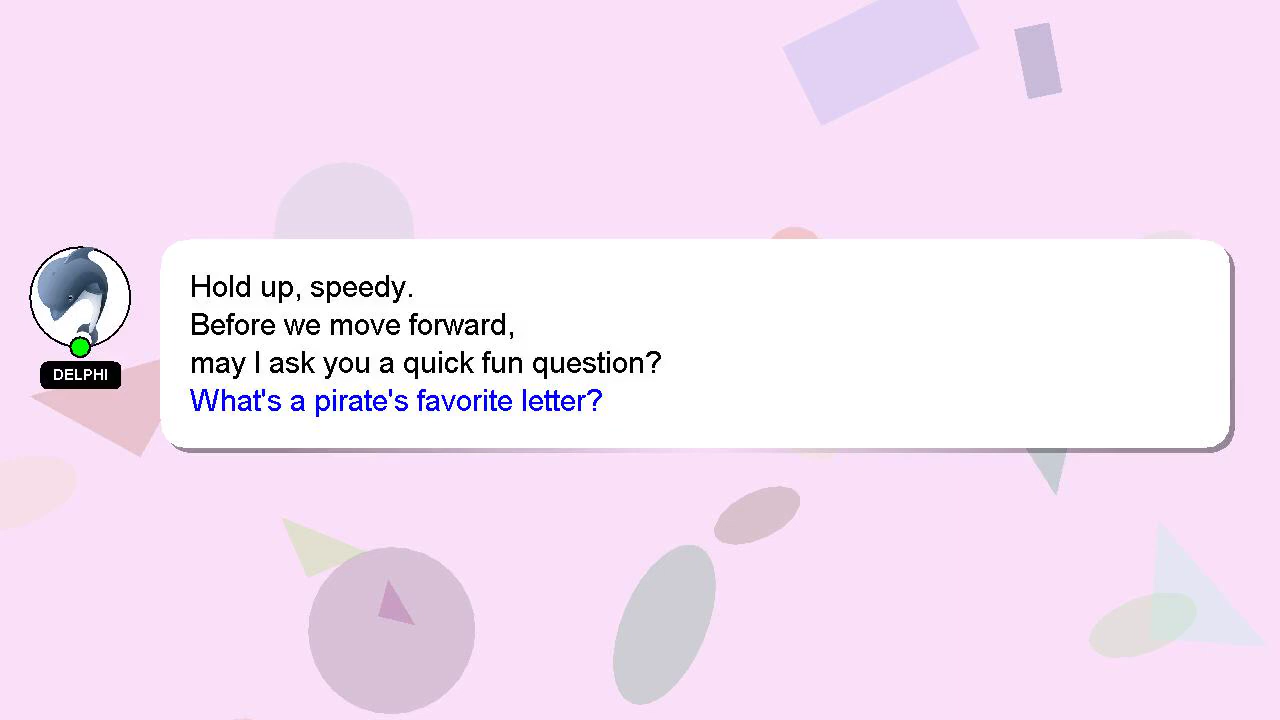 Hold up, speedy.
Before we move forward,
may I ask you a quick fun question?
What's a pirate's favorite letter?
DELPHI